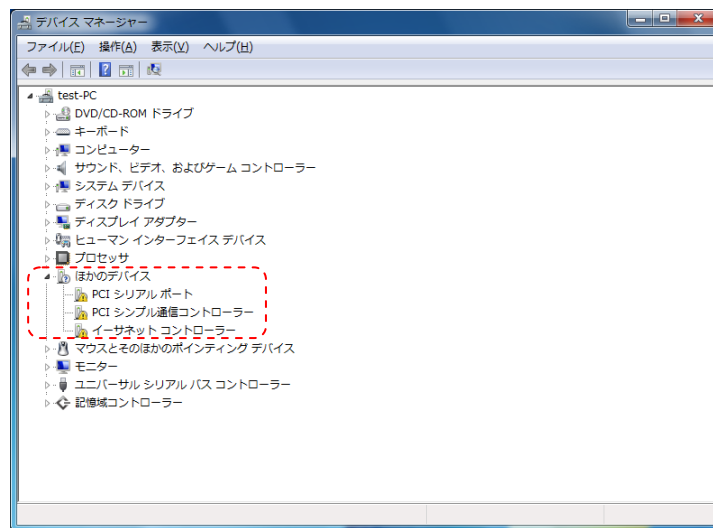 デバイス マネージャー
ファイル(F) 操作(A) 表示(V) ヘルプ(H)
test-PC
DVD/CD-ROM ドライブ
キーボード
コンピューター
サウンド、ビデオ、およびゲーム コントローラー
システム デバイス
ディスク ドライブ
ディスプレイ アダプター
ヒューマン インターフェイス デバイス
プロセッサ
ほかのデバイス
PCI シリアル ポート
PCI シンプル通信コントローラー
イーサネット コントローラー
マウスとそのほかのポインティング デバイス
モニター
ユニバーサル シリアル バス コントローラー
記憶域コントローラー